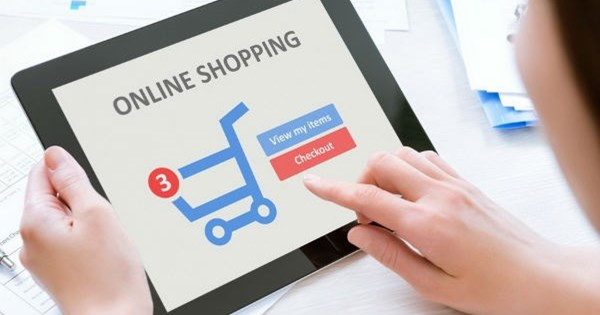 ONLINE SHOPPING
3
View my items
Checkout